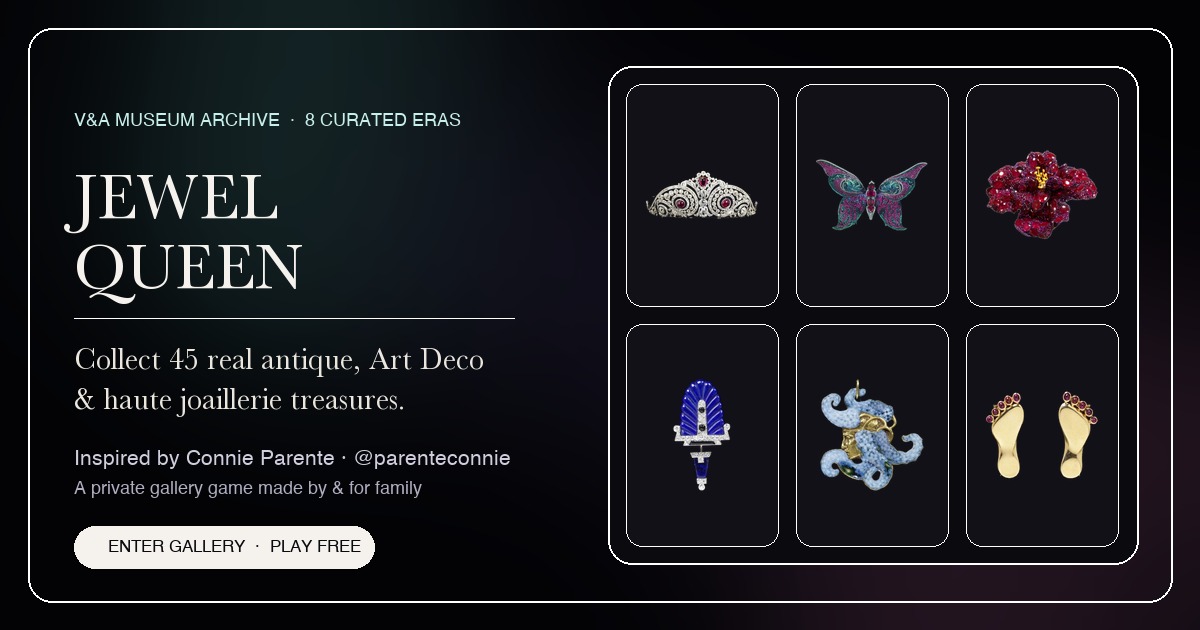 V&A MUSEUM ARCHIVE · 8 CURATED ERAS
JEWEL
QUEEN
Collect 45 real antique, Art Deco
& haute joaillerie treasures.
Inspired by Connie Parente · @parenteconnie
A private gallery game made by & for family
ENTER GALLERY · PLAY FREE